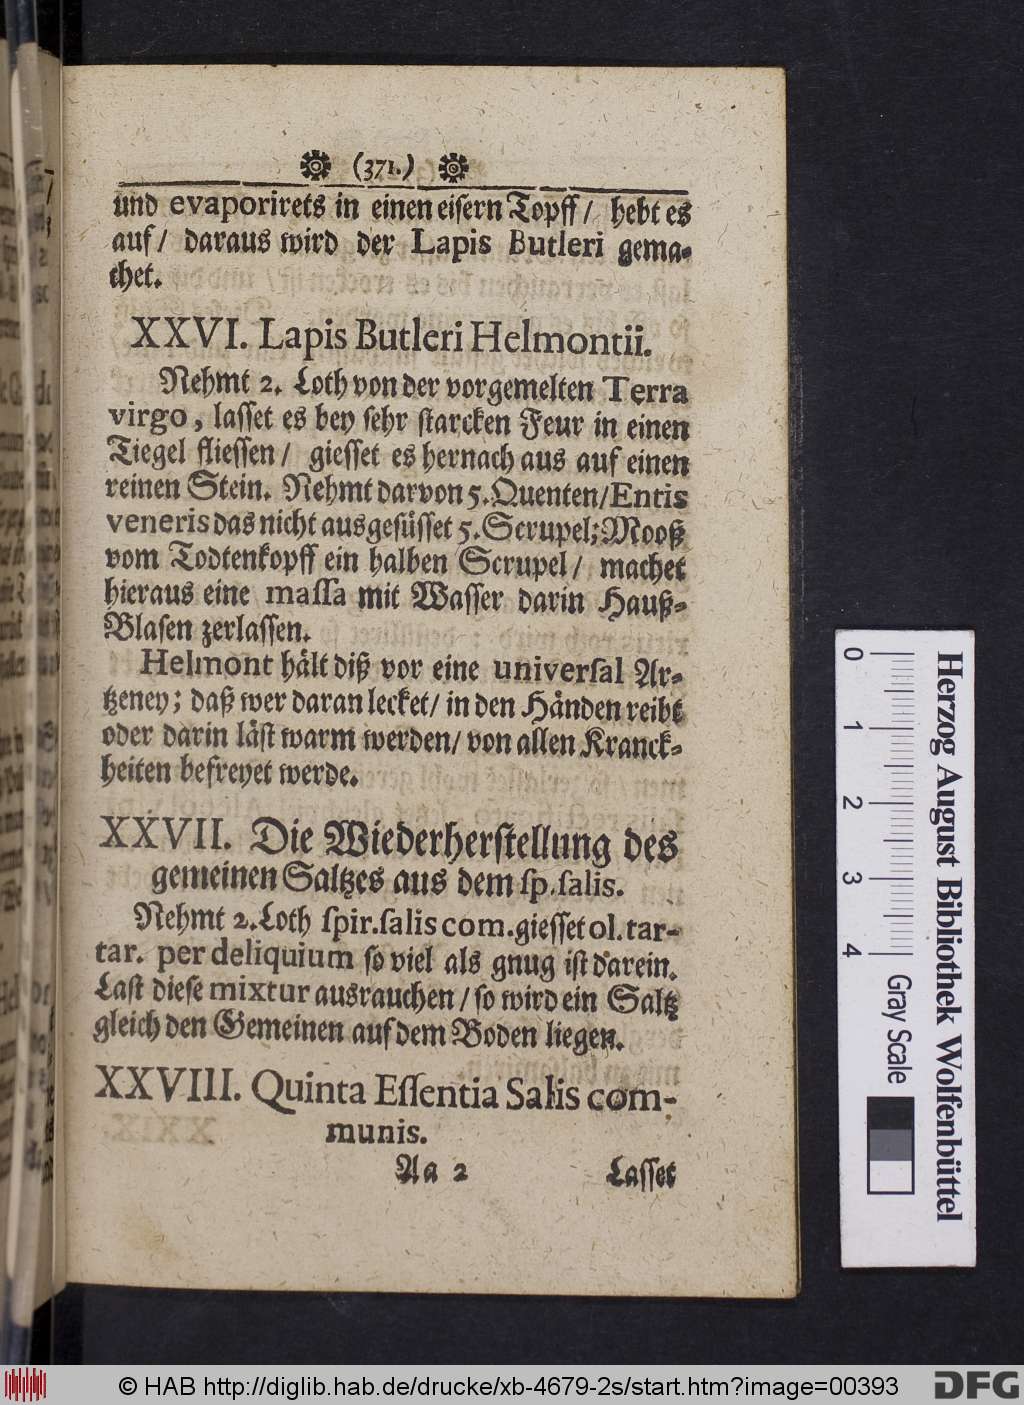 (371.)
und evaporirets in einen eisern Topff / hebt es
auf / daraus wird der Lapis Butleri gema-
chet.
XXVI. Lapis Butleri Helmontii.
Nehmt 2. Loth von der vorgemelten Terra
virgo, lasset es bey sehr starcken Feur in einen
Tiegel fliessen / giesset es hernach aus auf einen
reinen Stein. Nehmt darvon 5. Quenten / Entis
veneris das nicht ausgesüsset 5. Scrupel; Mooß
vom Todtenkopff ein halben Scrupel / machet
hieraus eine maſſa mit Wasser darin Hauß-
Blasen zerlassen.
Helmont hält diß vor eine univerſal Ar-
tzeney; daß wer daran lecket / in den Händen reibt
oder darin läst warm werden / von allen Kranck-
heiten befreyet werde.
XXVII. Die Wiederherstellung des
gemeinen Saltzes aus dem ſp. ſalis.
Nehmt 2. Loth ſpir. ſalis com. giesset ol. tar-
tar. per deliquium so viel als gnug ist darein.
Last diese mixtur ausrauchen / so wird ein Saltz
gleich den Gemeinen auf dem Boden liegen.
XXVIII. Quinta Eſſentia Salis com-
munis.
Aa 2 Lasset
0 1 2 3 4
Gray Scale
Herzog August Bibliothek Wolfenbüttel
© HAB http://diglib.hab.de/drucke/xb-4679-2s/start.htm?image=00393
DFG